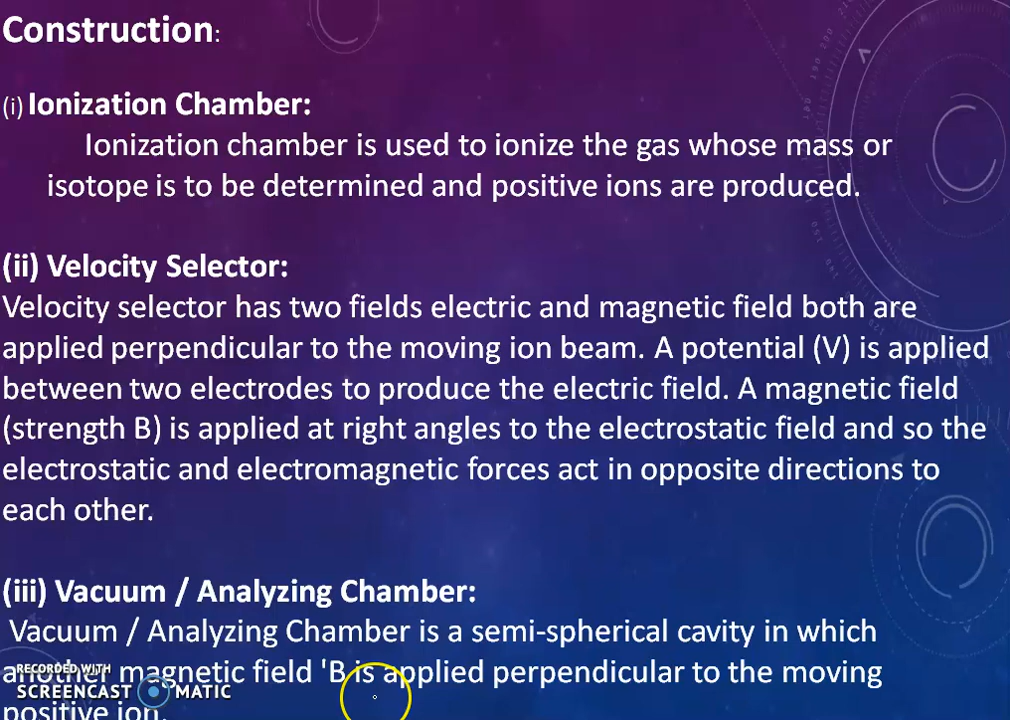 Construction:
(i) Ionization Chamber:
Ionization chamber is used to ionize the gas whose mass or
isotope is to be determined and positive ions are produced.
(ii) Velocity Selector:
Velocity selector has two fields electric and magnetic field both are
applied perpendicular to the moving ion beam. A potential (V) is applied
between two electrodes to produce the electric field. A magnetic field
(strength B) is applied at right angles to the electrostatic field and so the
electrostatic and electromagnetic forces act in opposite directions to
each other.
(iii) Vacuum / Analyzing Chamber:
Vacuum / Analyzing Chamber is a semi-spherical cavity in which
another magnetic field 'B is applied perpendicular to the moving
positive ion.
RECORDED WITH
SCREENCAST MATIC